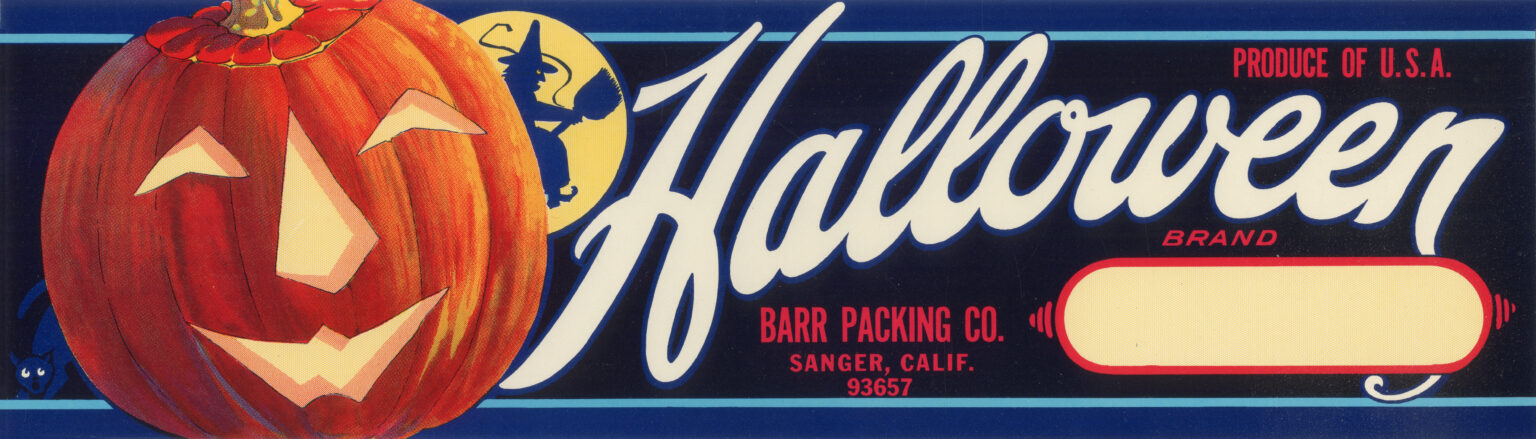 PRODUCE OF U.S.A.
Halloween
BRAND
BARR PACKING CO.
SANGER, CALIF.
93657